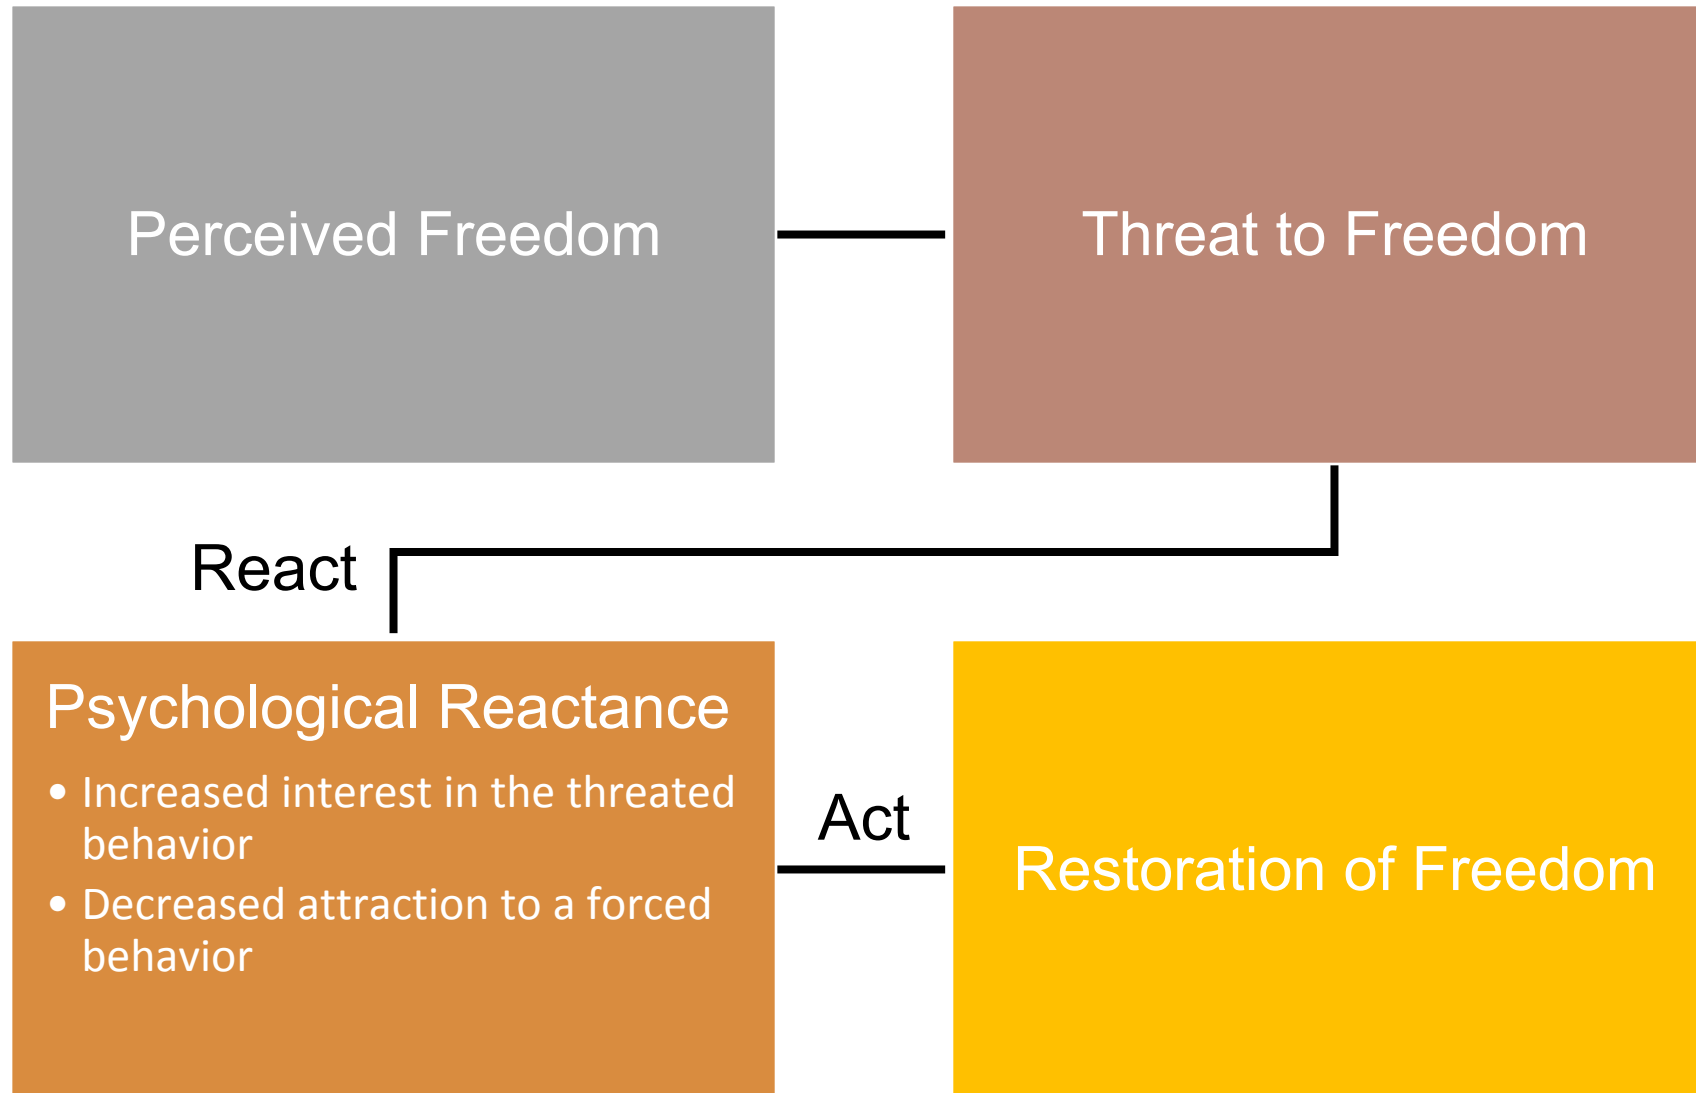 Perceived Freedom
Threat to Freedom
React
Psychological Reactance
• Increased interest in the threated
behavior
• Decreased attraction to a forced
behavior
Act
Restoration of Freedom